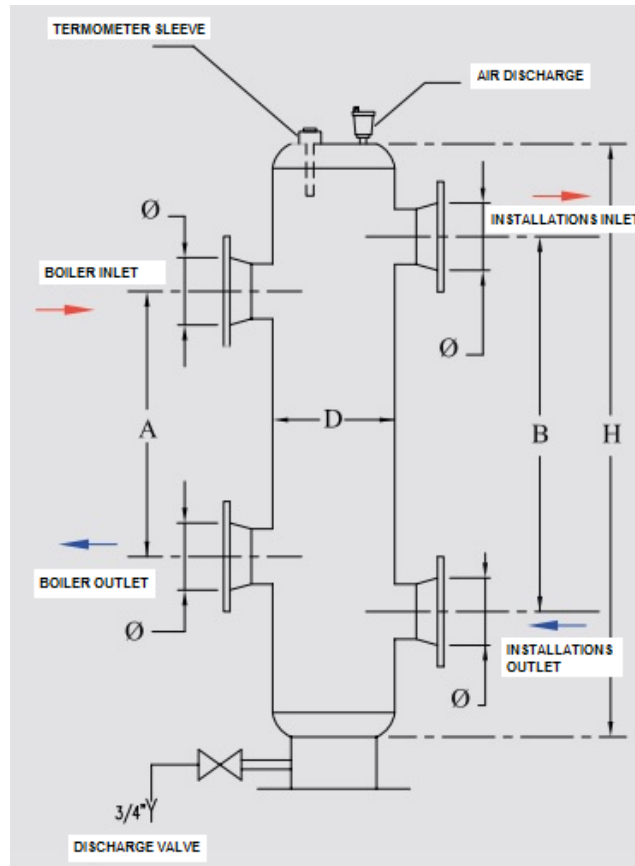 TERMOMETER SLEEVE
AIR DISCHARGE
Ø
INSTALLATIONS INLET
BOILER INLET
Ø
A
D
B
H
BOILER OUTLET
Ø
INSTALLATIONS
OUTLET
Ø
3/4"
DISCHARGE VALVE